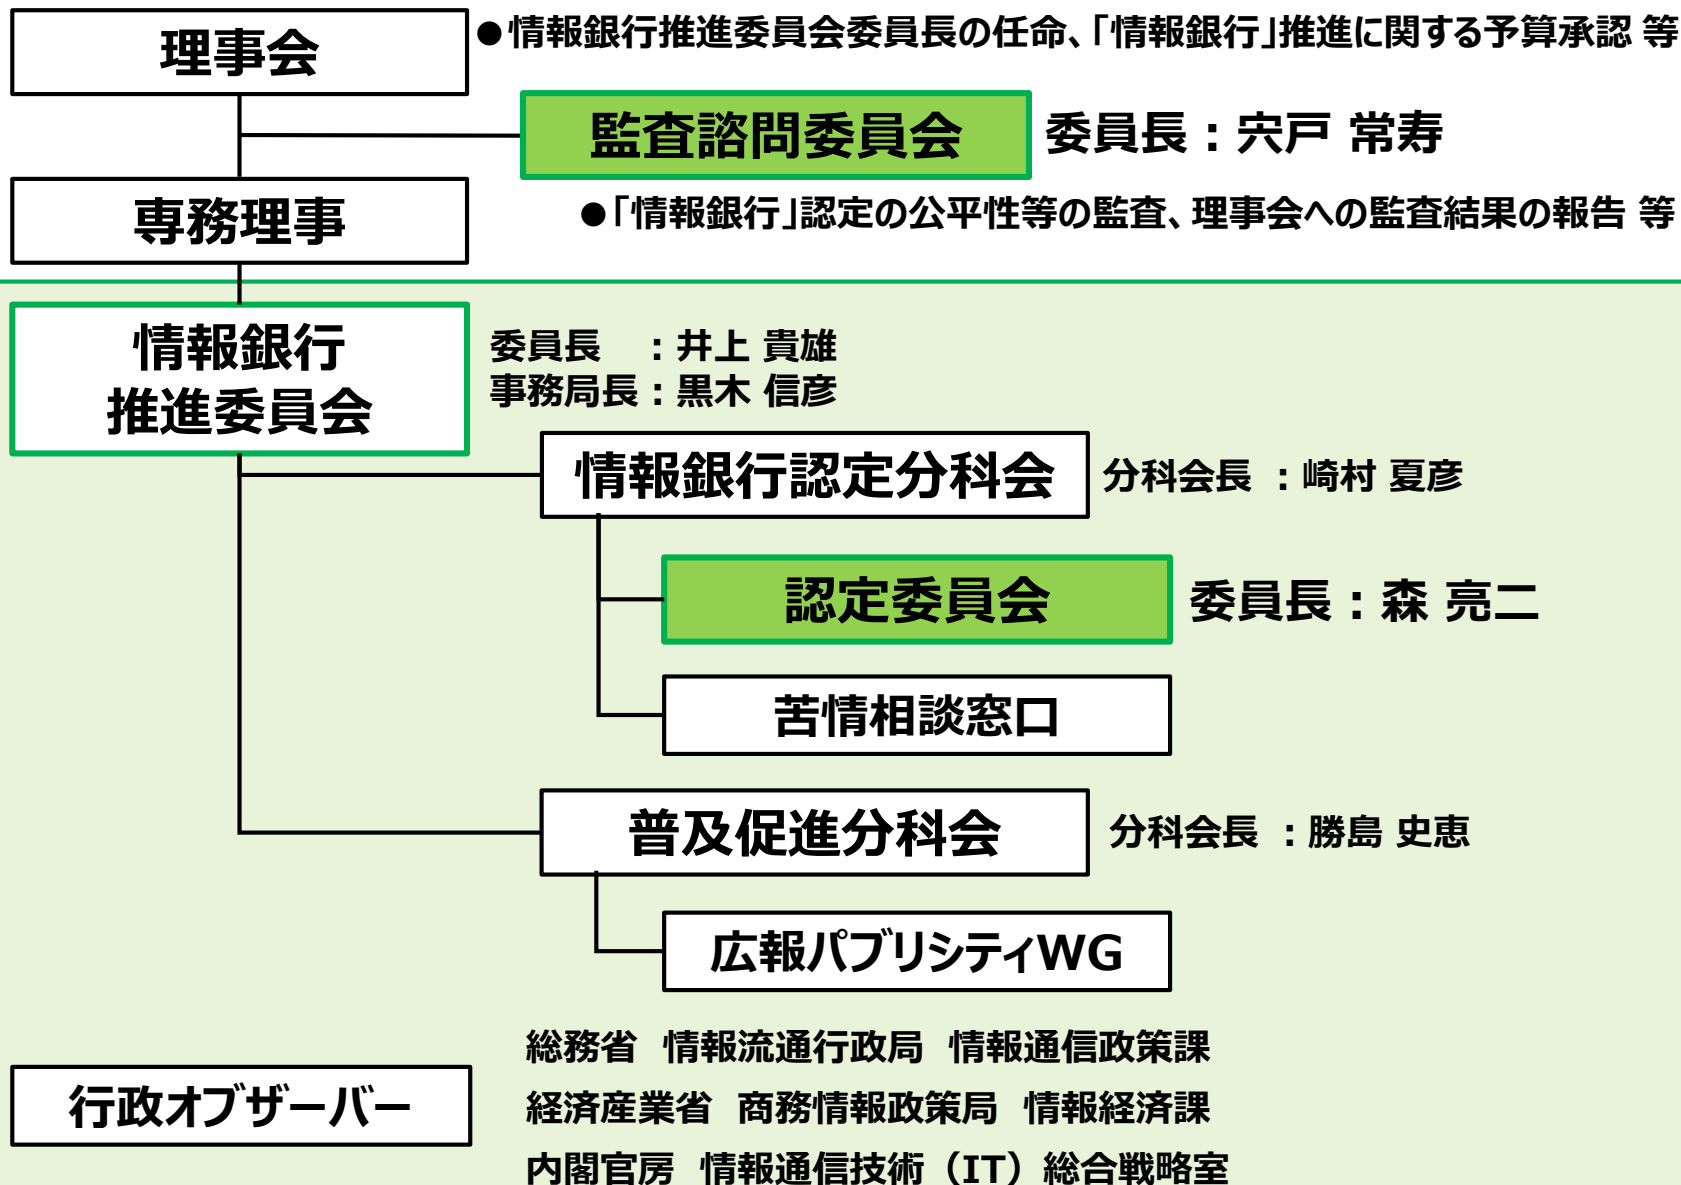 理事会
●情報銀行推進委員会委員長の任命、「情報銀行」推進に関する予算承認 等
監査諮問委員会
委員長：宍戸 常寿
専務理事
●「情報銀行」認定の公平性等の監査、理事会への監査結果の報告 等
情報銀行
推進委員会
委員長　：井上 貴雄
事務局長：黒木 信彦
情報銀行認定分科会
分科会長 ：崎村 夏彦
認定委員会
委員長：森 亮二
苦情相談窓口
普及促進分科会
分科会長 ：勝島 史恵
広報パブリシティWG
行政オブザーバー
総務省 情報流通行政局 情報通信政策課
経済産業省 商務情報政策局 情報経済課
内閣官房 情報通信技術（IT）総合戦略室